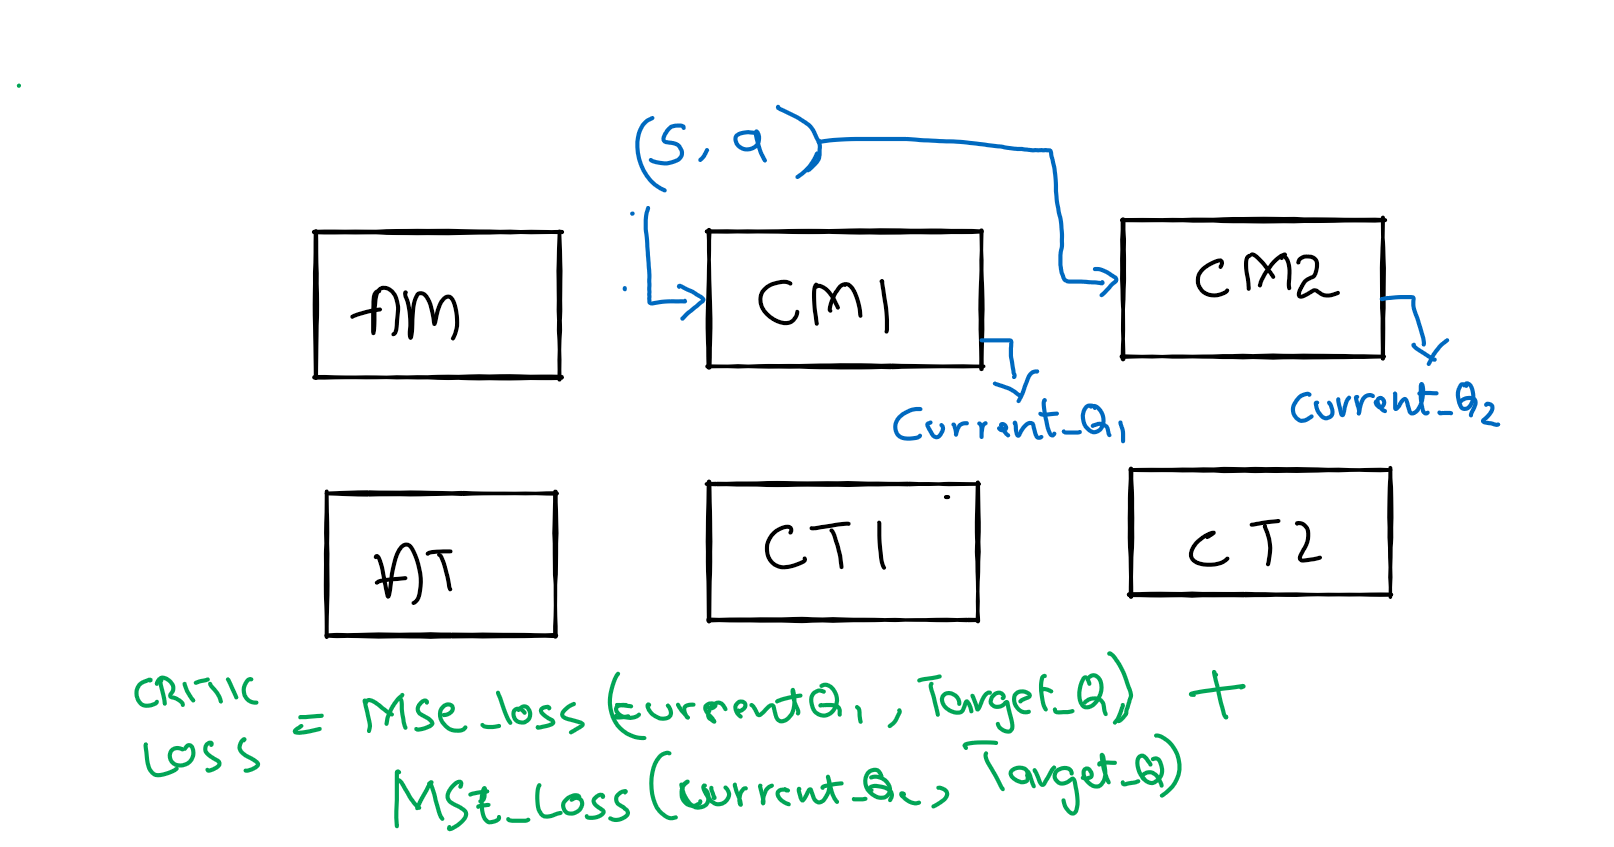 (S, a)
AM
CM1
CM2
Current_Q1
Current_Q2
AT
CT1
CT2
CRITIC
LOSS
= MSe_loss (currentQ1, Target_Q) +
MSE_Loss (current_Q2, Target_Q)